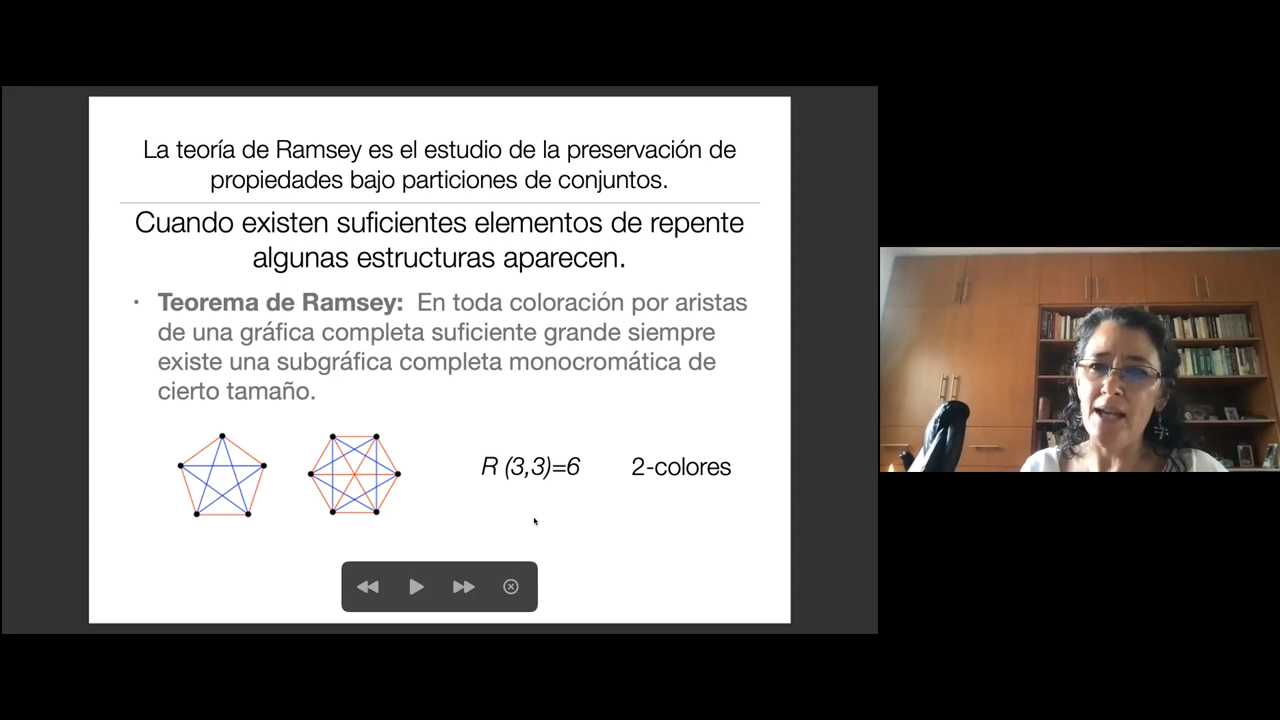 La teoría de Ramsey es el estudio de la preservación de
propiedades bajo particiones de conjuntos.
Cuando existen suficientes elementos de repente
algunas estructuras aparecen.
• Teorema de Ramsey: En toda coloración por aristas
de una gráfica completa suficiente grande siempre
existe una subgráfica completa monocromática de
cierto tamaño.
R (3,3)=6 2-colores